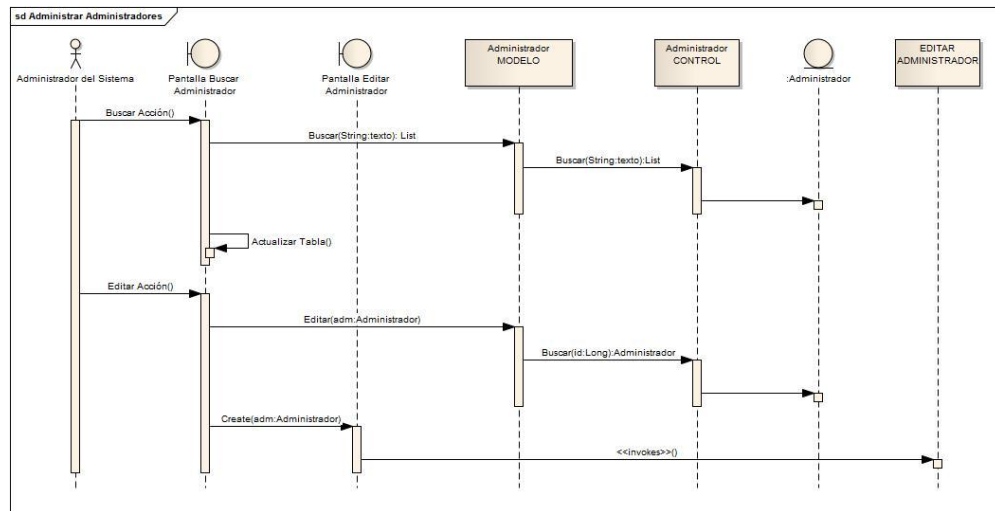 sd Administrar Administradores
Administrador del Sistema
Pantalla Buscar
Administrador
Pantalla Editar
Administrador
Administrador
MODELO
Administrador
CONTROL
:Administrador
EDITAR
ADMINISTRADOR
Buscar Acción()
Buscar(String:texto): List
Buscar(String:texto):List
Actualizar Tabla()
Editar Acción()
Editar(adm:Administrador)
Buscar(id:Long):Administrador
Create(adm:Administrador)
<<invokes>>()